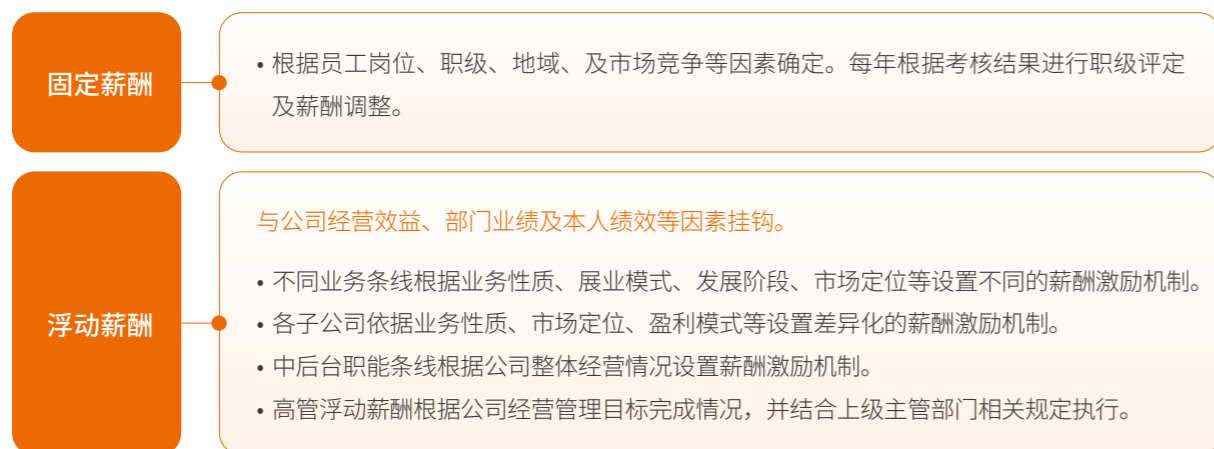 固定薪酬
• 根据员工岗位、职级、地域、及市场竞争等因素确定。每年根据考核结果进行职级评定
及薪酬调整。
浮动薪酬
与公司经营效益、部门业绩及本人绩效等因素挂钩。
• 不同业务条线根据业务性质、展业模式、发展阶段、市场定位等设置不同的薪酬激励机制。
• 各子公司依据业务性质、市场定位、盈利模式等设置差异化的薪酬激励机制。
• 中后台职能条线根据公司整体经营情况设置薪酬激励机制。
• 高管浮动薪酬根据公司经营管理目标完成情况，并结合上级主管部门相关规定执行。